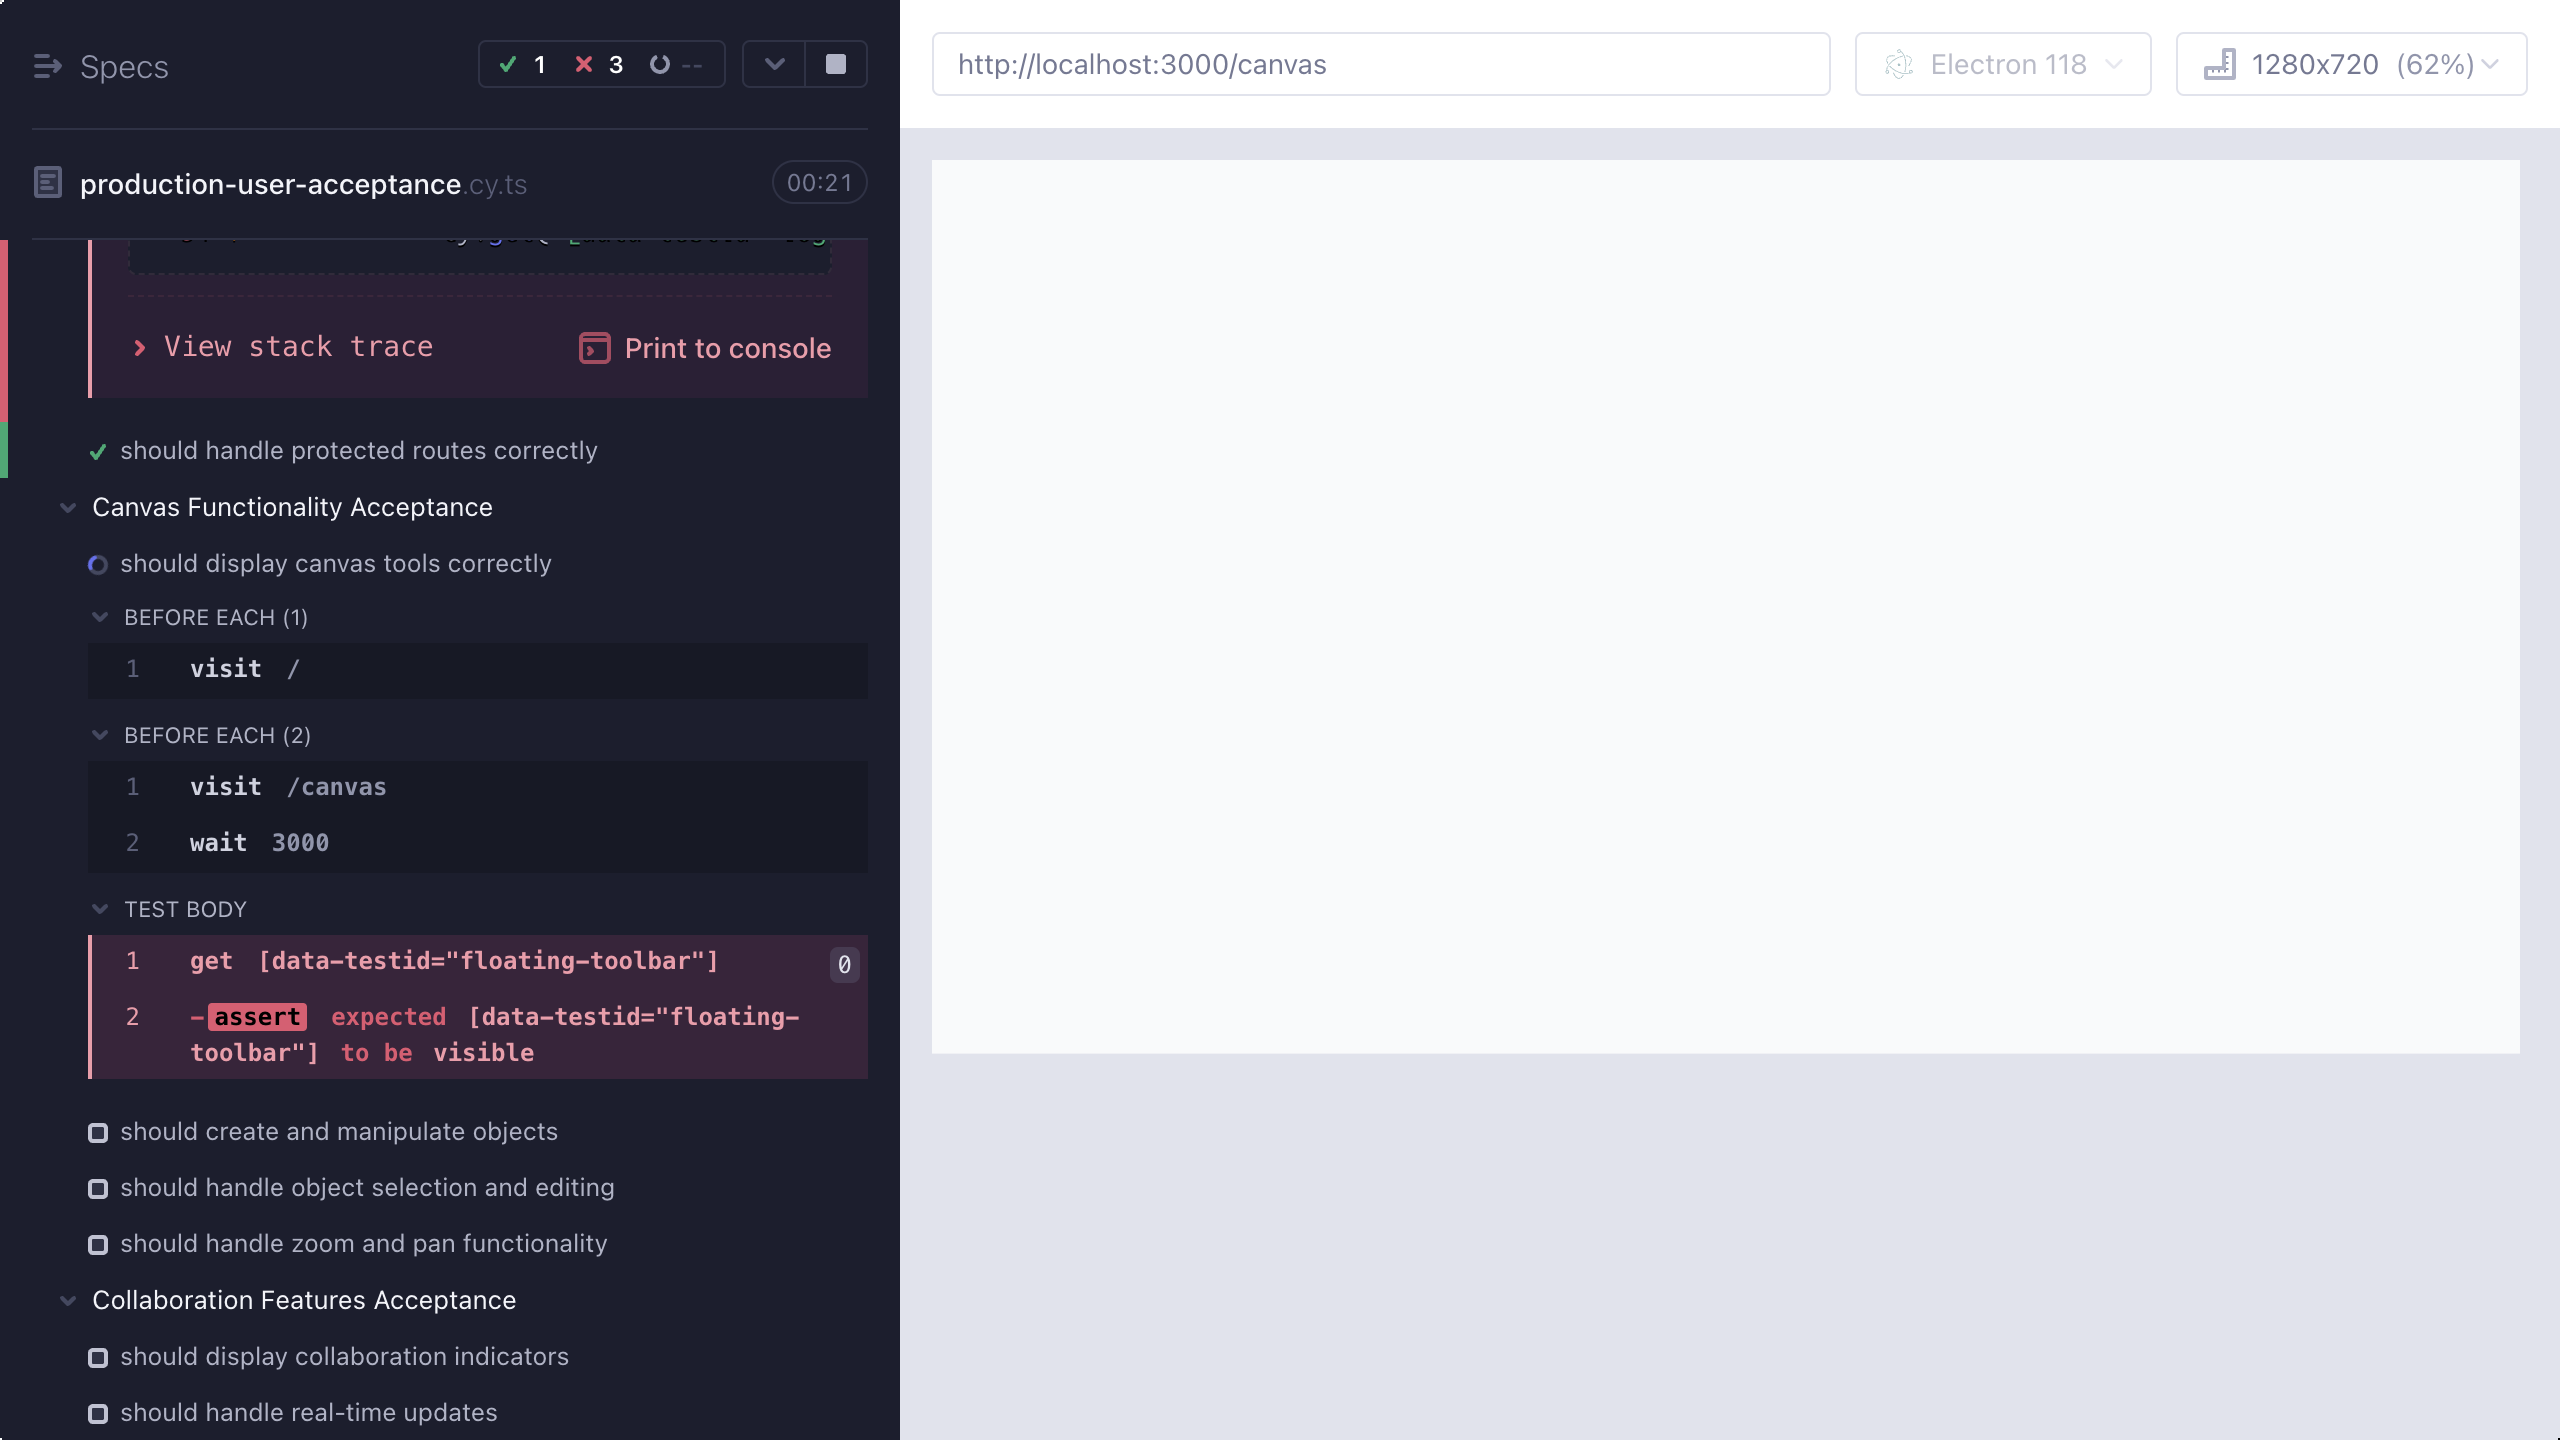 Specs
1
3
--
production-user-acceptance.cy.ts
00:21
View stack trace
Print to console
should handle protected routes correctly
Canvas Functionality Acceptance
should display canvas tools correctly
BEFORE EACH (1)
1 visit /
BEFORE EACH (2)
1 visit /canvas
2 wait 3000
TEST BODY
1 get [data-testid="floating-toolbar"] 0
2 -assert expected [data-testid="floating-
toolbar"] to be visible
should create and manipulate objects
should handle object selection and editing
should handle zoom and pan functionality
Collaboration Features Acceptance
should display collaboration indicators
should handle real-time updates
http://localhost:3000/canvas
Electron 118
1280x720 (62%)